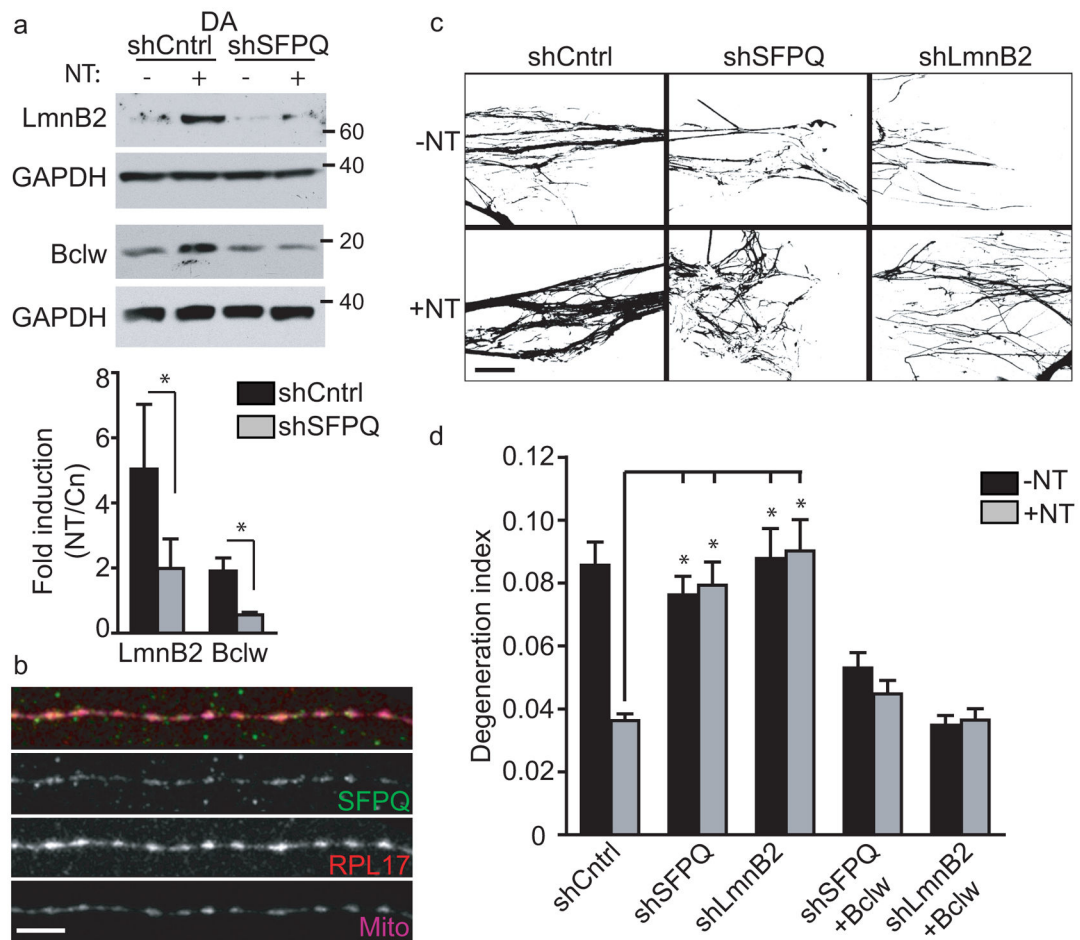 a
DA
shCntrl shSFPQ
NT: - + - +
LmnB2
60
GAPDH
40
Bclw
20
GAPDH
40
8
6
4
2
0
Fold induction
(NT/Cn)
*
*
shCntrl
shSFPQ
LmnB2 Bclw
b
SFPQ
RPL17
Mito
c
shCntrl shSFPQ shLmnB2
-NT
+NT
d
0.12
0.10
0.08
0.06
0.04
0.02
0
Degeneration index
* * * *
-NT
+NT
shCntrl
shSFPQ
shLmnB2
shSFPQ
+Bclw
shLmnB2
+Bclw